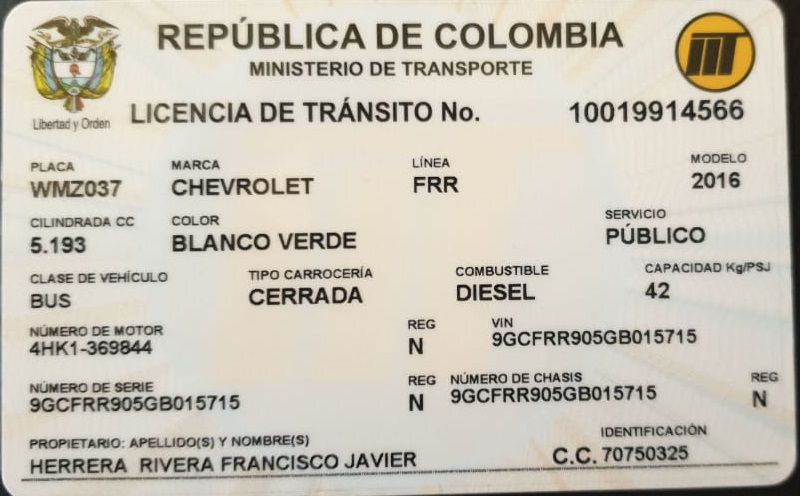 REPÚBLICA DE COLOMBIA
MINISTERIO DE TRANSPORTE
Libertad y Orden
LICENCIA DE TRÁNSITO No. 10019914566
PLACA MARCA LÍNEA MODELO
WMZ037 CHEVROLET FRR 2016
CILINDRADA CC COLOR SERVICIO
5.193 BLANCO VERDE PÚBLICO
CLASE DE VEHÍCULO TIPO CARROCERÍA COMBUSTIBLE CAPACIDAD Kg/PSJ
BUS CERRADA DIESEL 42
NÚMERO DE MOTOR REG VIN
4HK1-369844 N 9GCFRR905GB015715
NÚMERO DE SERIE REG NÚMERO DE CHASIS REG
9GCFRR905GB015715 N 9GCFRR905GB015715 N
PROPIETARIO: APELLIDO(S) Y NOMBRE(S) IDENTIFICACIÓN
HERRERA RIVERA FRANCISCO JAVIER C.C. 70750325